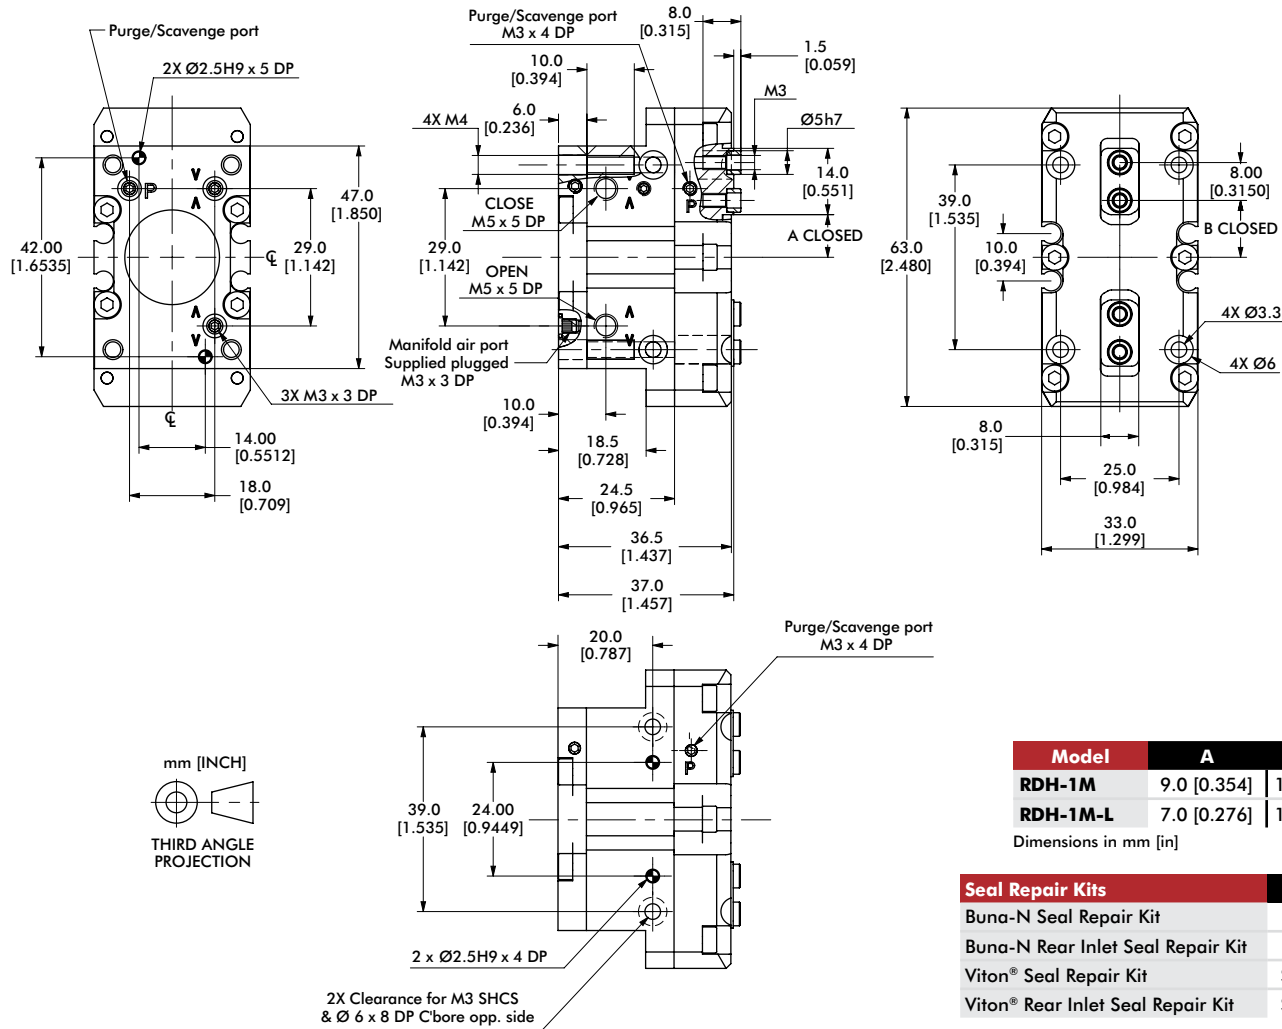 Purge/Scavenge port
2X Ø2.5H9 x 5 DP
P
V
Λ
42.00
[1.6535]
47.0
[1.850]
29.0
[1.142]
℄
Λ
V
3X M3 x 3 DP
℄
14.00
[0.5512]
18.0
[0.709]
Purge/Scavenge port
M3 x 4 DP
8.0
[0.315]
1.5
[0.059]
10.0
[0.394]
M3
6.0
[0.236]
4X M4
Ø5h7
14.0
[0.551]
CLOSE
M5 x 5 DP
Λ
P
A CLOSED
29.0
[1.142]
OPEN
M5 x 5 DP
Λ
V
Manifold air port
Supplied plugged
M3 x 3 DP
10.0
[0.394]
18.5
[0.728]
24.5
[0.965]
36.5
[1.437]
37.0
[1.457]
8.00
[0.3150]
39.0
[1.535]
B CLOSED
63.0
[2.480]
10.0
[0.394]
4X Ø3.3
4X Ø6
8.0
[0.315]
25.0
[0.984]
33.0
[1.299]
20.0
[0.787]
Purge/Scavenge port
M3 x 4 DP
P
39.0
[1.535]
24.00
[0.9449]
2 x Ø2.5H9 x 4 DP
2X Clearance for M3 SHCS
& Ø 6 x 8 DP C'bore opp. side
mm [INCH]
THIRD ANGLE
PROJECTION
Model A
RDH-1M 9.0 [0.354] 1
RDH-1M-L 7.0 [0.276] 1
Dimensions in mm [in]
Seal Repair Kits
Buna-N Seal Repair Kit
Buna-N Rear Inlet Seal Repair Kit
Viton® Seal Repair Kit
Viton® Rear Inlet Seal Repair Kit